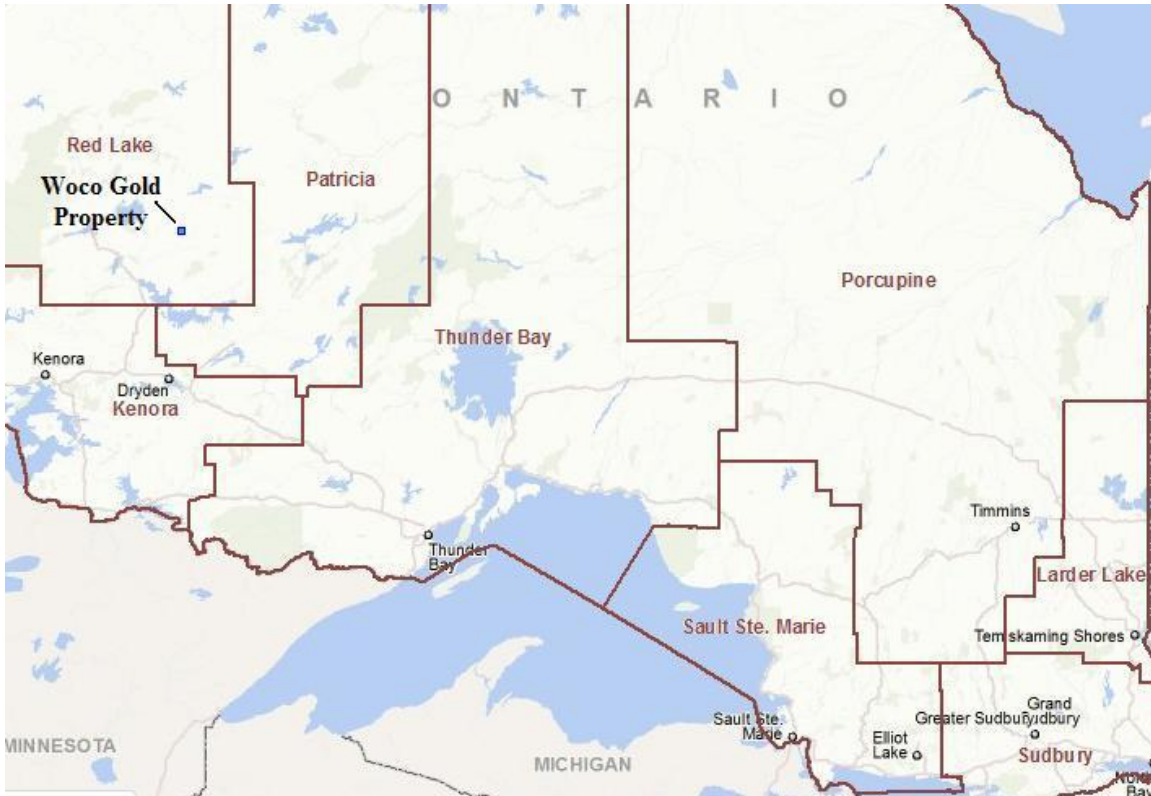 O N T A R I O
Red Lake
Woco Gold
Property
Patricia
Porcupine
Thunder Bay
Kenora
Dryden
Kenora
Timmins
Thunder
Bay
Larder Lake
Sault Ste. Marie
Temiskaming Shores
Sault Ste.
Marie
Elliot
Lake
Grand
Greater Sudbury
Sudbury
MINNESOTA
MICHIGAN
Bay